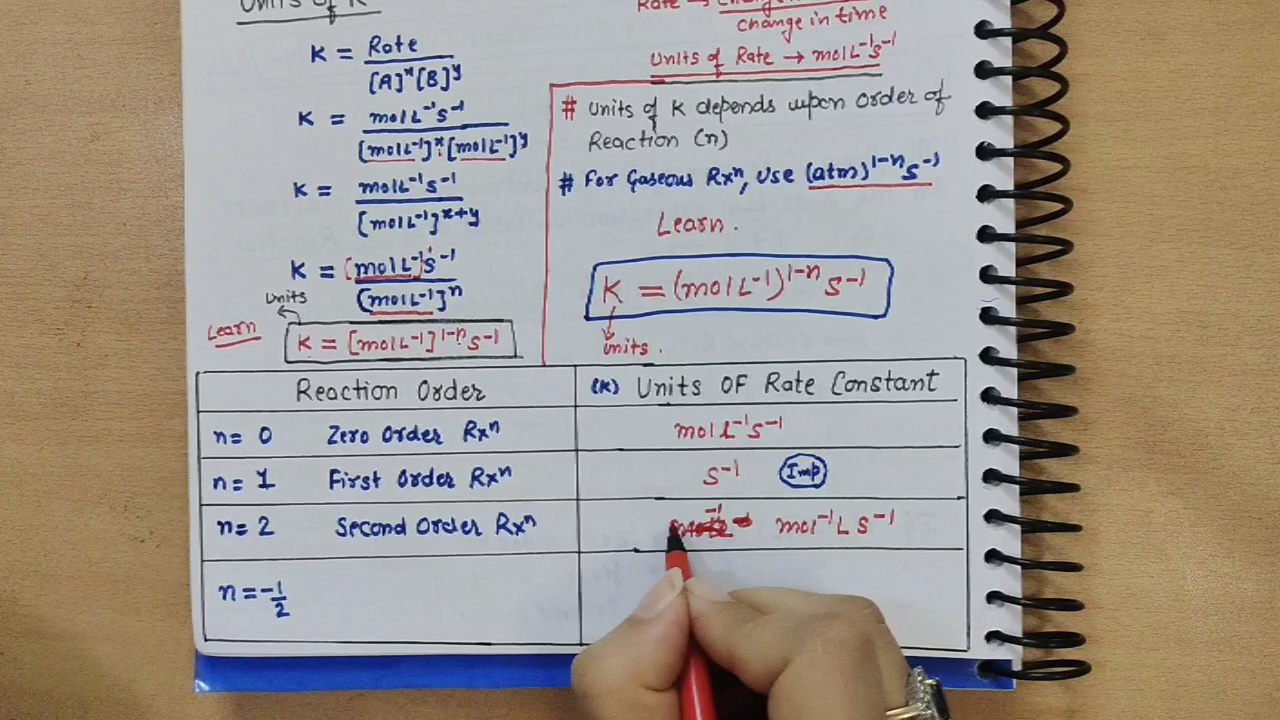 Units of K
K = Rate
[A]ˣ[B]ʸ
K = mol L⁻¹ s⁻¹
[mol L⁻¹]ˣ·[mol L⁻¹]ʸ
K = mol L⁻¹ s⁻¹
[mol L⁻¹]ˣ⁺ʸ
K = (mol L⁻¹)¹ s⁻¹
[mol L⁻¹]ⁿ
Units
Learn
K = [mol L⁻¹]¹⁻ⁿ s⁻¹
Rate →
change in time
Units of Rate → mol L⁻¹ s⁻¹
# Units of K depends upon order of
Reaction (n)
# For Gaseous Rxⁿ, Use (atm)¹⁻ⁿ s⁻¹
Learn.
K = (mol L⁻¹)¹⁻ⁿ s⁻¹
units.
Reaction Order (K) Units OF Rate Constant
n = 0 Zero Order Rxⁿ mol L⁻¹ s⁻¹
n = 1 First Order Rxⁿ s⁻¹ Imp
n = 2 Second Order Rxⁿ mol⁻¹ L s⁻¹
n = -1/2